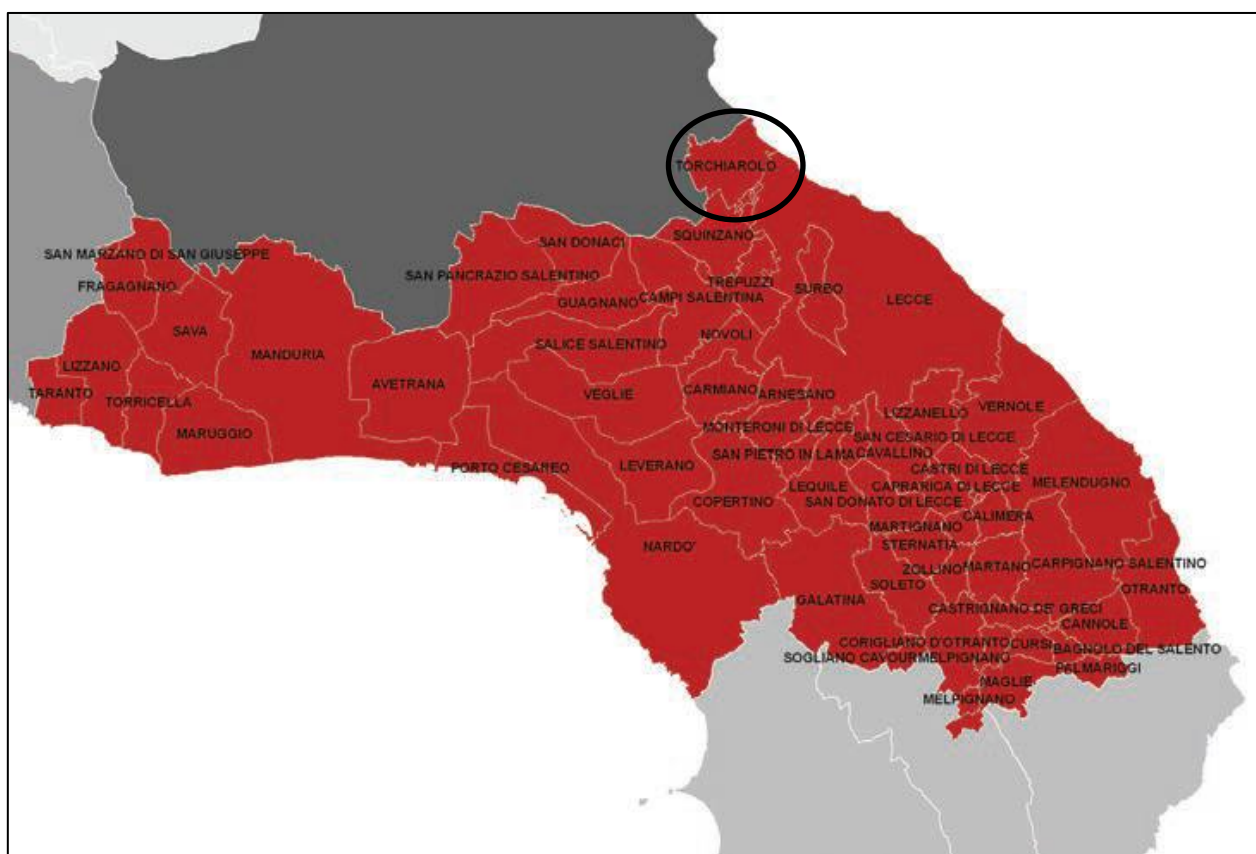 TORCHIAROLO
SQUINZANO
SAN DONACI
SAN MARZANO DI SAN GIUSEPPE
SAN PANCRAZIO SALENTINO
TREPUZZI
FRAGAGNANO
SURBO
GUAGNANO
CAMPI SALENTINA
LECCE
SAVA
NOVOLI
SALICE SALENTINO
MANDURIA
LIZZANO
AVETRANA
CARMIANO
ARNESANO
TARANTO
VEGLIE
TORRICELLA
LIZZANELLO
VERNOLE
MONTERONI DI LECCE
MARUGGIO
SAN CESARIO DI LECCE
SAN PIETRO IN LAMA
CAVALLINO
PORTO CESAREO
LEVERANO
CASTRI DI LECCE
LEQUILE
CAPRARICA DI LECCE
MELENDUGNO
COPERTINO
SAN DONATO DI LECCE
CALIMERA
MARTIGNANO
NARDO'
STERNATIA
ZOLLINO
MARTANO
CARPIGNANO SALENTINO
SOLETO
OTRANTO
GALATINA
CASTRIGNANO DE' GRECI
CANNOLE
CORIGLIANO D'OTRANTO
CURSI
BAGNOLO DEL SALENTO
SOGLIANO CAVOUR
MELPIGNANO
PALMARIGGI
MAGLIE
MELPIGNANO